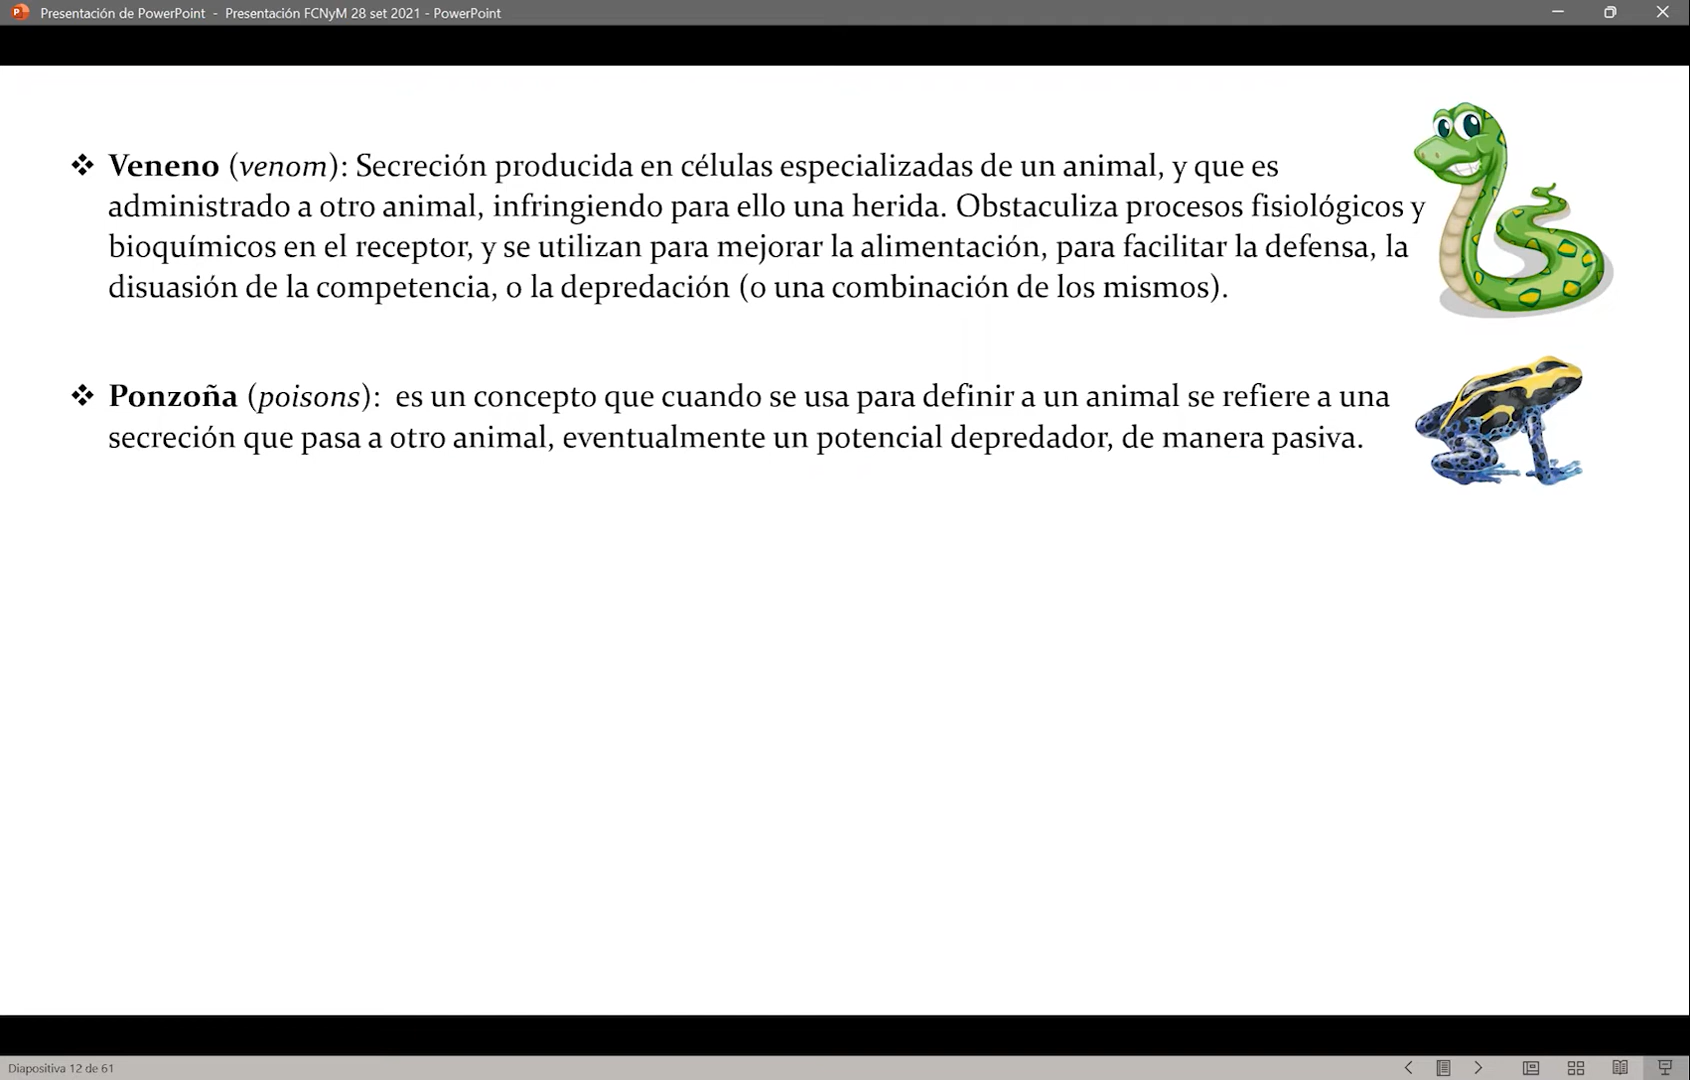 Presentación de PowerPoint - Presentación FCNyM 28 set 2021 - PowerPoint
❖ Veneno (venom): Secreción producida en células especializadas de un animal, y que es
administrado a otro animal, infringiendo para ello una herida. Obstaculiza procesos fisiológicos y
bioquímicos en el receptor, y se utilizan para mejorar la alimentación, para facilitar la defensa, la
disuasión de la competencia, o la depredación (o una combinación de los mismos).
❖ Ponzoña (poisons): es un concepto que cuando se usa para definir a un animal se refiere a una
secreción que pasa a otro animal, eventualmente un potencial depredador, de manera pasiva.
Diapositiva 12 de 61